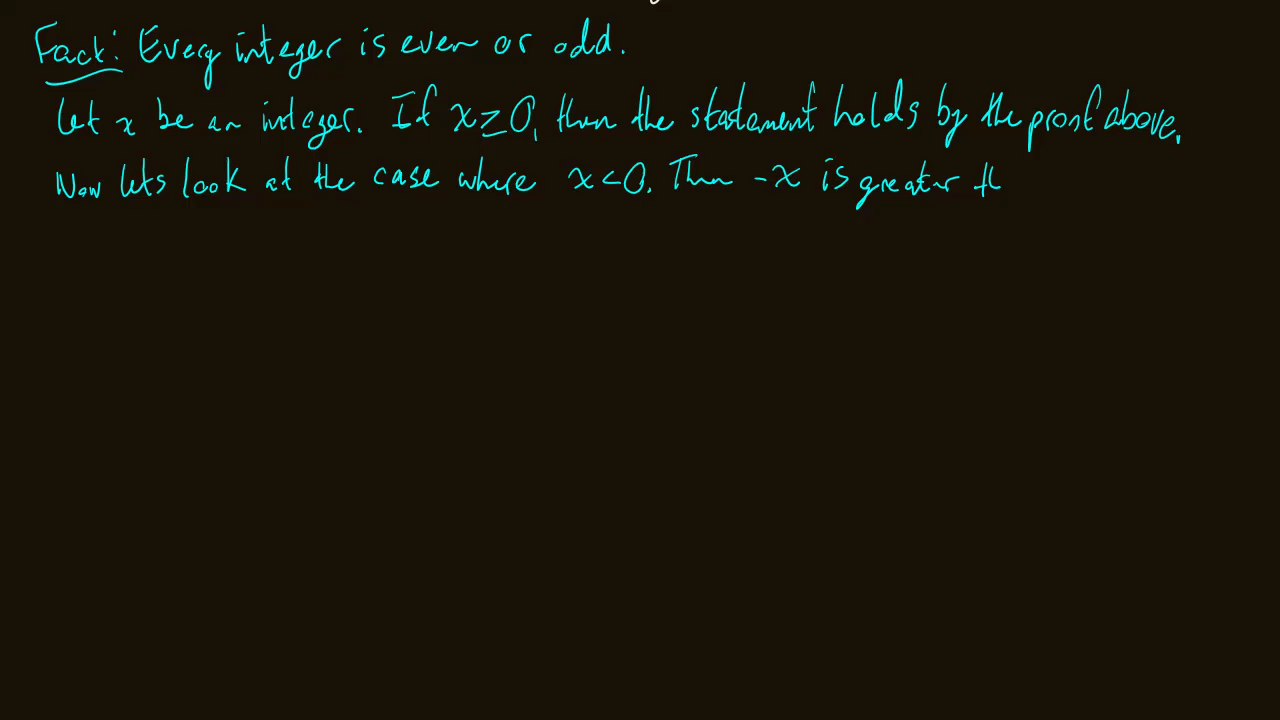 Fact: Every integer is even or odd.
Let x be an integer. If x ≥ 0, then the statement holds by the proof above.
Now lets look at the case where x < 0. Then -x is greater th